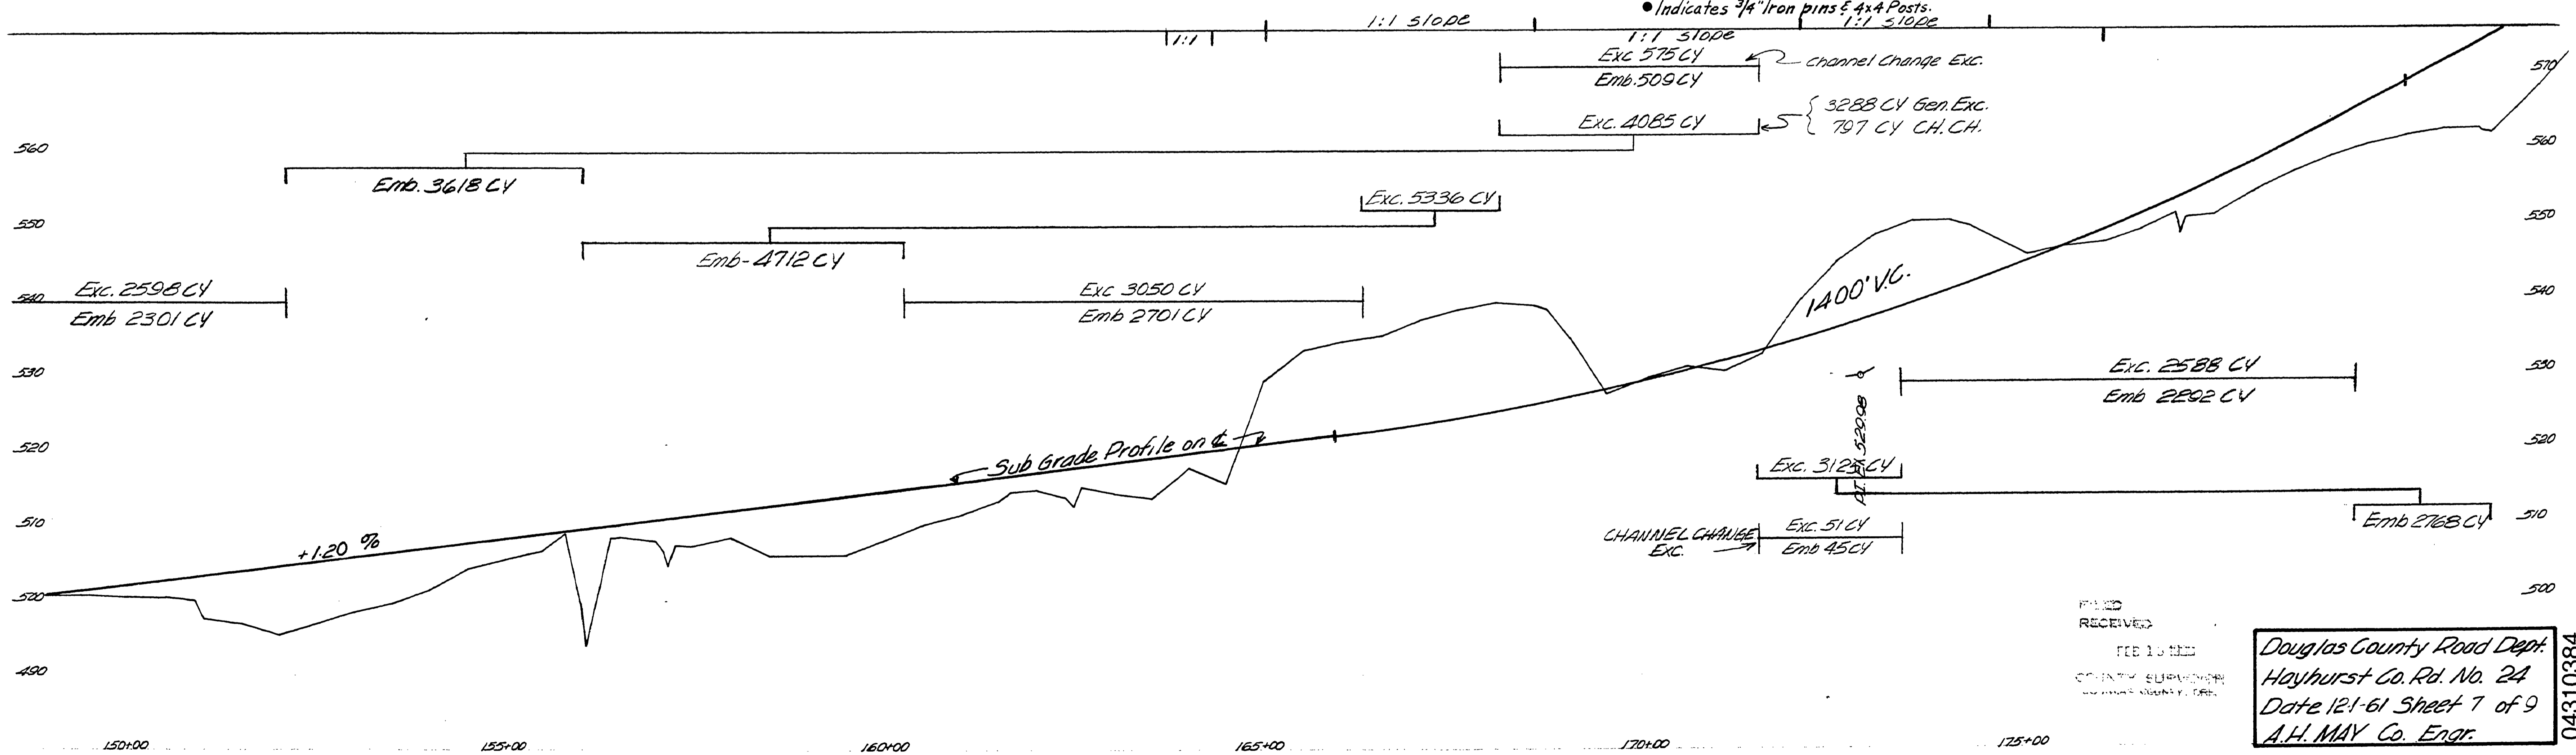 • Indicates 3/4" Iron pins & 4x4 Posts.
1:1 slope
1:1 slope
1:1
1:1 slope
Exc 575 CY
Channel Change Exc.
Emb. 509 CY
3288 CY Gen. Exc.
Exc. 4085 CY
797 CY CH. CH.
570
560
560
Emb. 3618 CY
Exc. 5336 CY
550
550
Emb- 4712 CY
Exc. 2598 CY
540
Emb 2301 CY
Exc 3050 CY
Emb 2701 CY
1400' V.C.
540
530
530
Exc. 2588 CY
Emb 2292 CY
520
Sub Grade Profile on ℄
529.98
520
Exc. 3125 CY
510
+1.20 %
Emb 2768 CY
510
CHANNEL CHANGE
EXC.
Exc. 51 CY
Emb 45 CY
500
500
490
RECEIVED
COUNTY SURVEYOR
Douglas County Road Dept.
Hayhurst Co. Rd. No. 24
Date 12-1-61 Sheet 7 of 9
A.H. MAY Co. Engr.
04310384
150+00
155+00
160+00
165+00
170+00
175+00